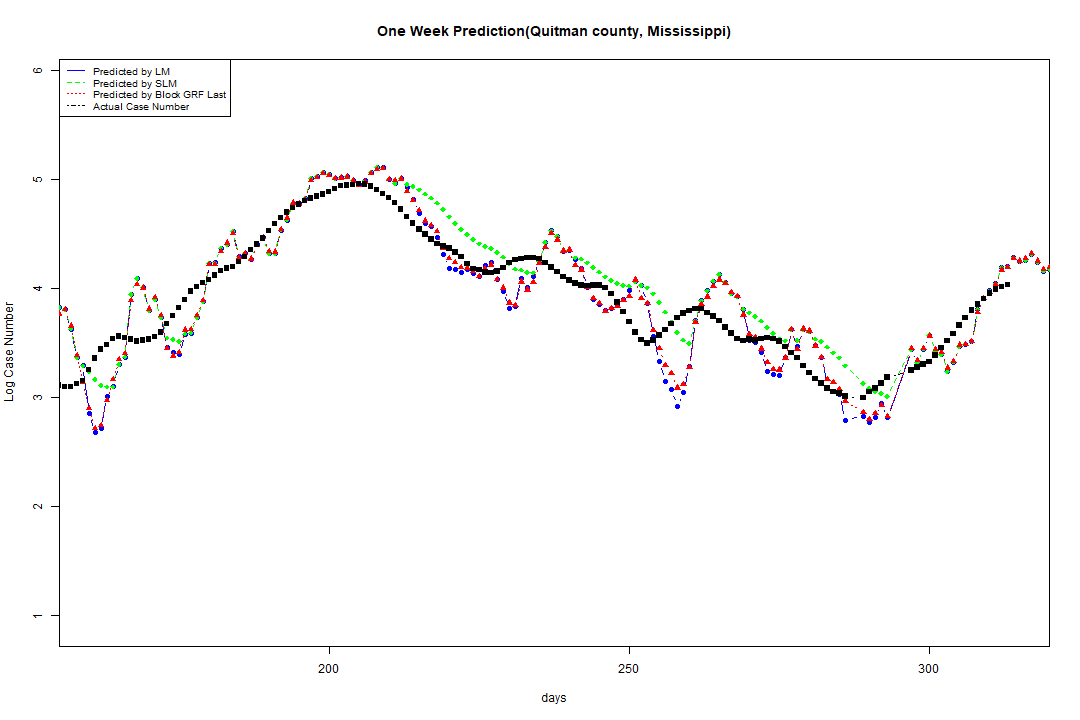 One Week Prediction(Quitman county, Mississippi)
Predicted by LM
Predicted by SLM
Predicted by Block GRF Last
Actual Case Number
6
5
4
3
2
1
Log Case Number
200
250
300
days